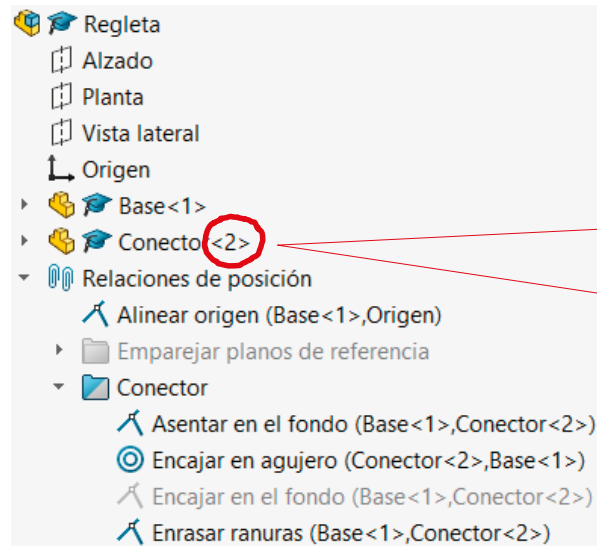 Regleta
Alzado
Planta
Vista lateral
Origen
Base<1>
Conecto<2>
Relaciones de posición
Alinear origen (Base<1>,Origen)
Emparejar planos de referencia
Conector
Asentar en el fondo (Base<1>,Conector<2>)
Encajar en agujero (Conector<2>,Base<1>)
Encajar en el fondo (Base<1>,Conector<2>)
Enrasar ranuras (Base<1>,Conector<2>)